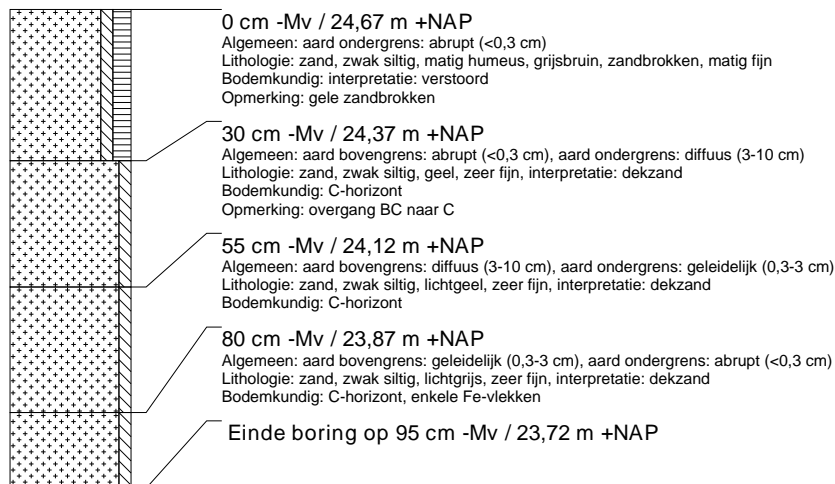 0 cm -Mv / 24,67 m +NAP
Algemeen: aard ondergrens: abrupt (<0,3 cm)
Lithologie: zand, zwak siltig, matig humeus, grijsbruin, zandbrokken, matig fijn
Bodemkundig: interpretatie: verstoord
Opmerking: gele zandbrokken
30 cm -Mv / 24,37 m +NAP
Algemeen: aard bovengrens: abrupt (<0,3 cm), aard ondergrens: diffuus (3-10 cm)
Lithologie: zand, zwak siltig, geel, zeer fijn, interpretatie: dekzand
Bodemkundig: C-horizont
Opmerking: overgang BC naar C
55 cm -Mv / 24,12 m +NAP
Algemeen: aard bovengrens: diffuus (3-10 cm), aard ondergrens: geleidelijk (0,3-3 cm)
Lithologie: zand, zwak siltig, lichtgeel, zeer fijn, interpretatie: dekzand
Bodemkundig: C-horizont
80 cm -Mv / 23,87 m +NAP
Algemeen: aard bovengrens: geleidelijk (0,3-3 cm), aard ondergrens: abrupt (<0,3 cm)
Lithologie: zand, zwak siltig, lichtgrijs, zeer fijn, interpretatie: dekzand
Bodemkundig: C-horizont, enkele Fe-vlekken
Einde boring op 95 cm -Mv / 23,72 m +NAP